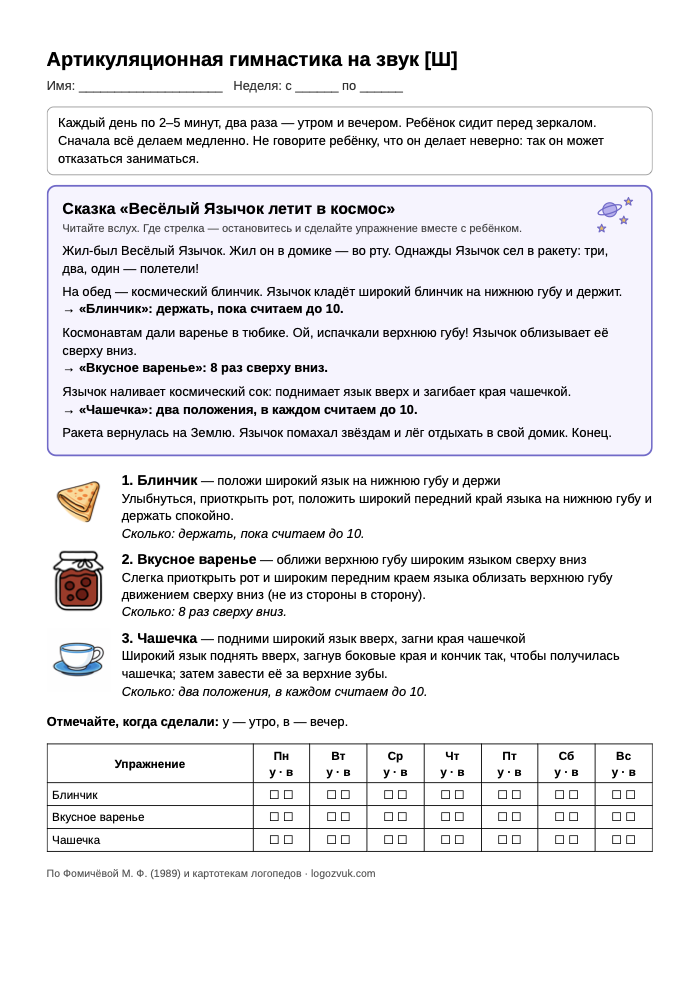 Артикуляционная гимнастика на звук [Ш]
Имя: ____________________ Неделя: с ______ по ______
Каждый день по 2–5 минут, два раза — утром и вечером. Ребёнок сидит перед зеркалом.
Сначала всё делаем медленно. Не говорите ребёнку, что он делает неверно: так он может
отказаться заниматься.
Сказка «Весёлый Язычок летит в космос»
Читайте вслух. Где стрелка — остановитесь и сделайте упражнение вместе с ребёнком.
Жил-был Весёлый Язычок. Жил он в домике — во рту. Однажды Язычок сел в ракету: три,
два, один — полетели!
На обед — космический блинчик. Язычок кладёт широкий блинчик на нижнюю губу и держит.
→ «Блинчик»: держать, пока считаем до 10.
Космонавтам дали варенье в тюбике. Ой, испачкали верхнюю губу! Язычок облизывает её
сверху вниз.
→ «Вкусное варенье»: 8 раз сверху вниз.
Язычок наливает космический сок: поднимает язык вверх и загибает края чашечкой.
→ «Чашечка»: два положения, в каждом считаем до 10.
Ракета вернулась на Землю. Язычок помахал звёздам и лёг отдыхать в свой домик. Конец.
1. Блинчик — положи широкий язык на нижнюю губу и держи
Улыбнуться, приоткрыть рот, положить широкий передний край языка на нижнюю губу и
держать спокойно.
Сколько: держать, пока считаем до 10.
2. Вкусное варенье — оближи верхнюю губу широким языком сверху вниз
Слегка приоткрыть рот и широким передним краем языка облизать верхнюю губу
движением сверху вниз (не из стороны в сторону).
Сколько: 8 раз сверху вниз.
3. Чашечка — подними широкий язык вверх, загни края чашечкой
Широкий язык поднять вверх, загнув боковые края и кончик так, чтобы получилась
чашечка; затем завести её за верхние зубы.
Сколько: два положения, в каждом считаем до 10.
Отмечайте, когда сделали: у — утро, в — вечер.
Упражнение Пн Вт Ср Чт Пт Сб Вс
у · в у · в у · в у · в у · в у · в у · в
Блинчик ☐ ☐ ☐ ☐ ☐ ☐ ☐ ☐ ☐ ☐ ☐ ☐ ☐ ☐
Вкусное варенье ☐ ☐ ☐ ☐ ☐ ☐ ☐ ☐ ☐ ☐ ☐ ☐ ☐ ☐
Чашечка ☐ ☐ ☐ ☐ ☐ ☐ ☐ ☐ ☐ ☐ ☐ ☐ ☐ ☐
По Фомичёвой М. Ф. (1989) и картотекам логопедов · logozvuk.com